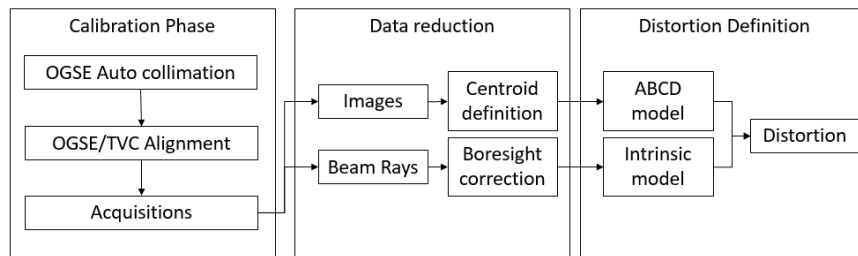 Calibration Phase
OGSE Auto collimation
OGSE/TVC Alignment
Acquisitions
Data reduction
Images
Centroid
definition
Beam Rays
Boresight
correction
Distortion Definition
ABCD
model
Intrinsic
model
Distortion